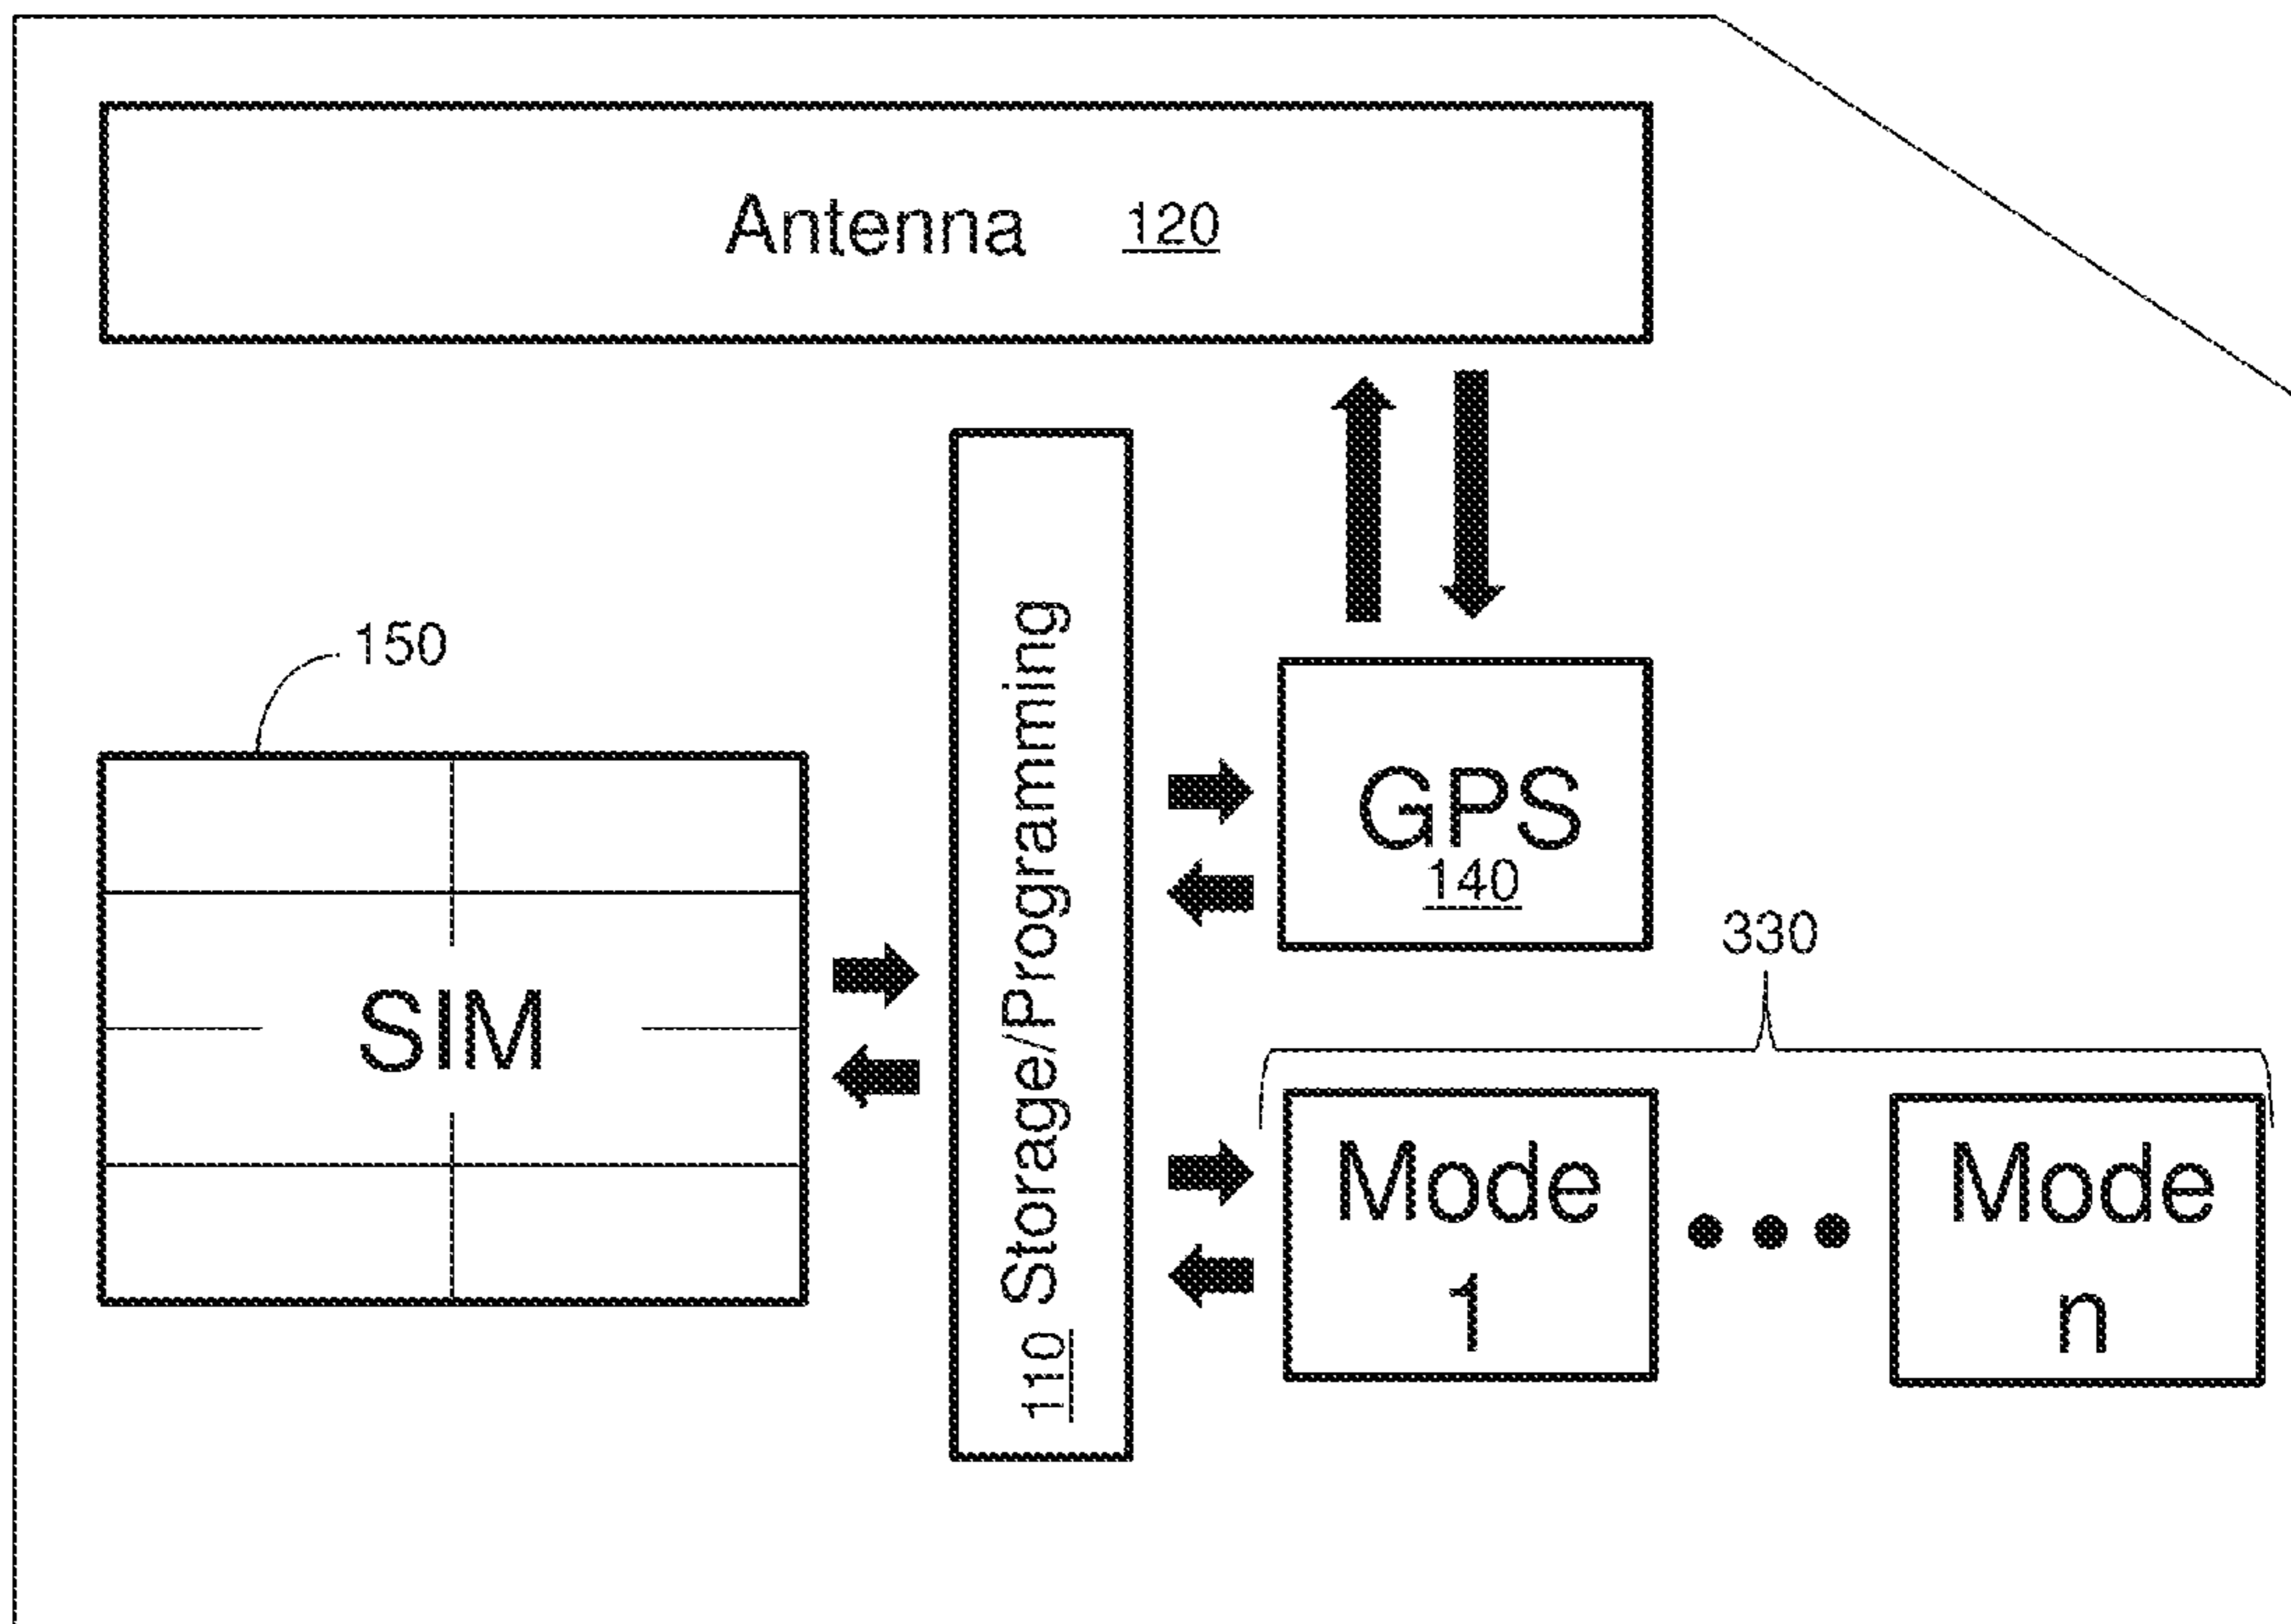 Antenna 120
150
110 Storage/Programming
GPS
140
330
SIM
Mode
1
Mode
n